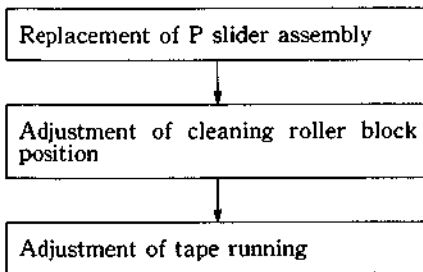 Replacement of P slider assembly
Adjustment of cleaning roller block
position
Adjustment of tape running